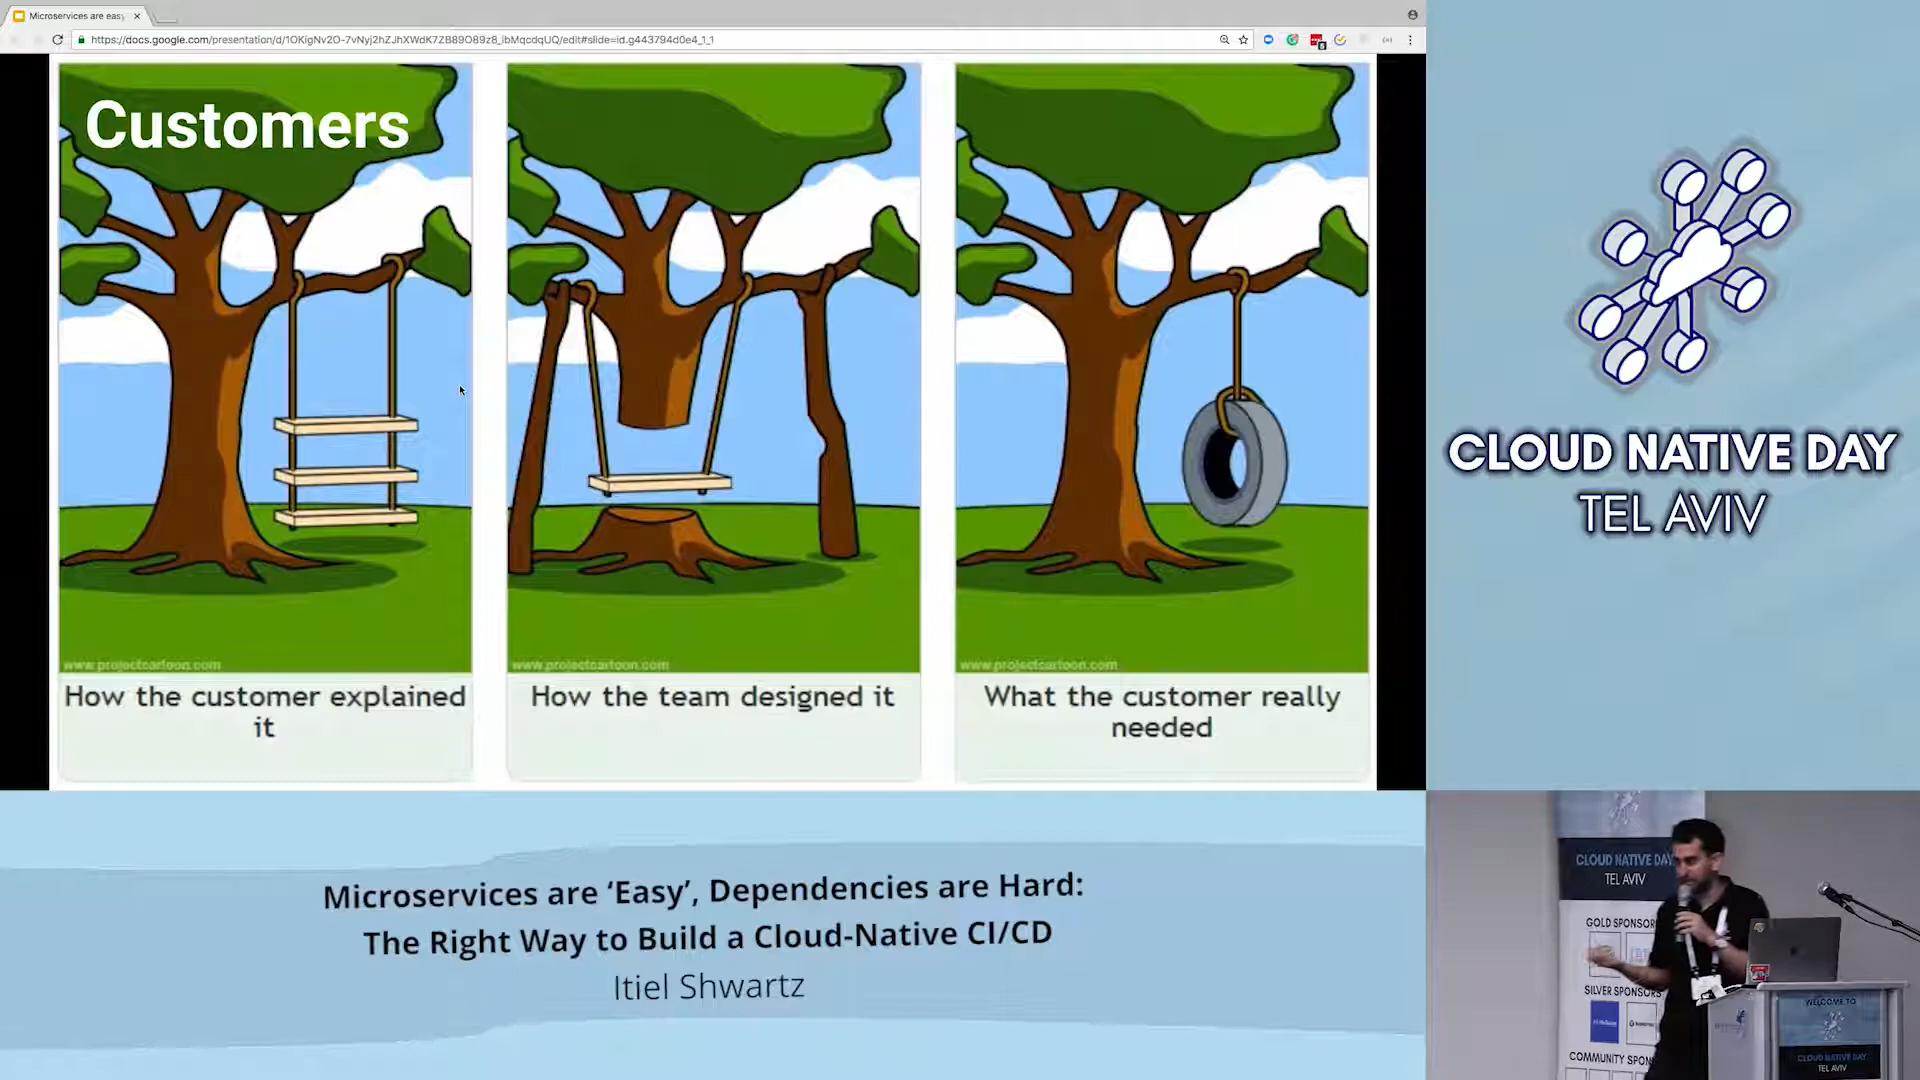 Microservices are easy
https://docs.google.com/presentation/d/1OKigNv2O-7vNyj2hZJhXWdK7ZB89O89z8_ibMqcdqUQ/edit#slide=id.g443794d0e4_1_1
Customers
www.projectcartoon.com
www.projectcartoon.com
www.projectcartoon.com
How the customer explained
it
How the team designed it
What the customer really
needed
CLOUD NATIVE DAY
TEL AVIV
Microservices are ‘Easy’, Dependencies are Hard:
The Right Way to Build a Cloud-Native CI/CD
Itiel Shwartz
CLOUD NATIVE DAY
TEL AVIV
GOLD SPONSOR
SILVER SPONSORS
COMMUNITY SPON
WELCOME TO
CLOUD NATIVE DAY
TEL AVIV